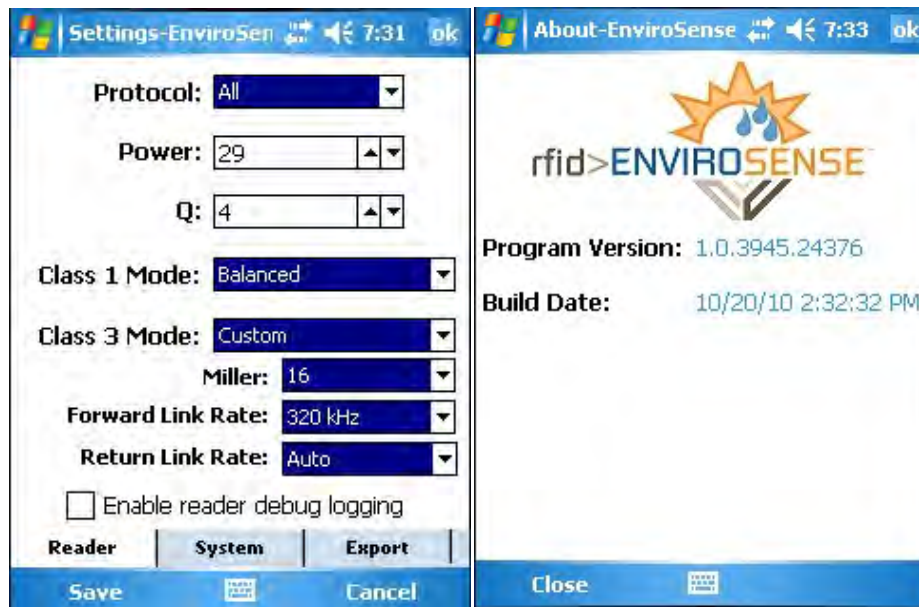 Settings-EnviroSen 7:31 ok
Protocol: All
Power: 29
Q: 4
Class 1 Mode: Balanced
Class 3 Mode: Custom
Miller: 16
Forward Link Rate: 320 kHz
Return Link Rate: Auto
Enable reader debug logging
Reader System Export
Save Cancel
About-EnviroSense 7:33 ok
rfid>ENVIROSENSE
Program Version: 1.0.3945.24376
Build Date: 10/20/10 2:32:32 PM
Close